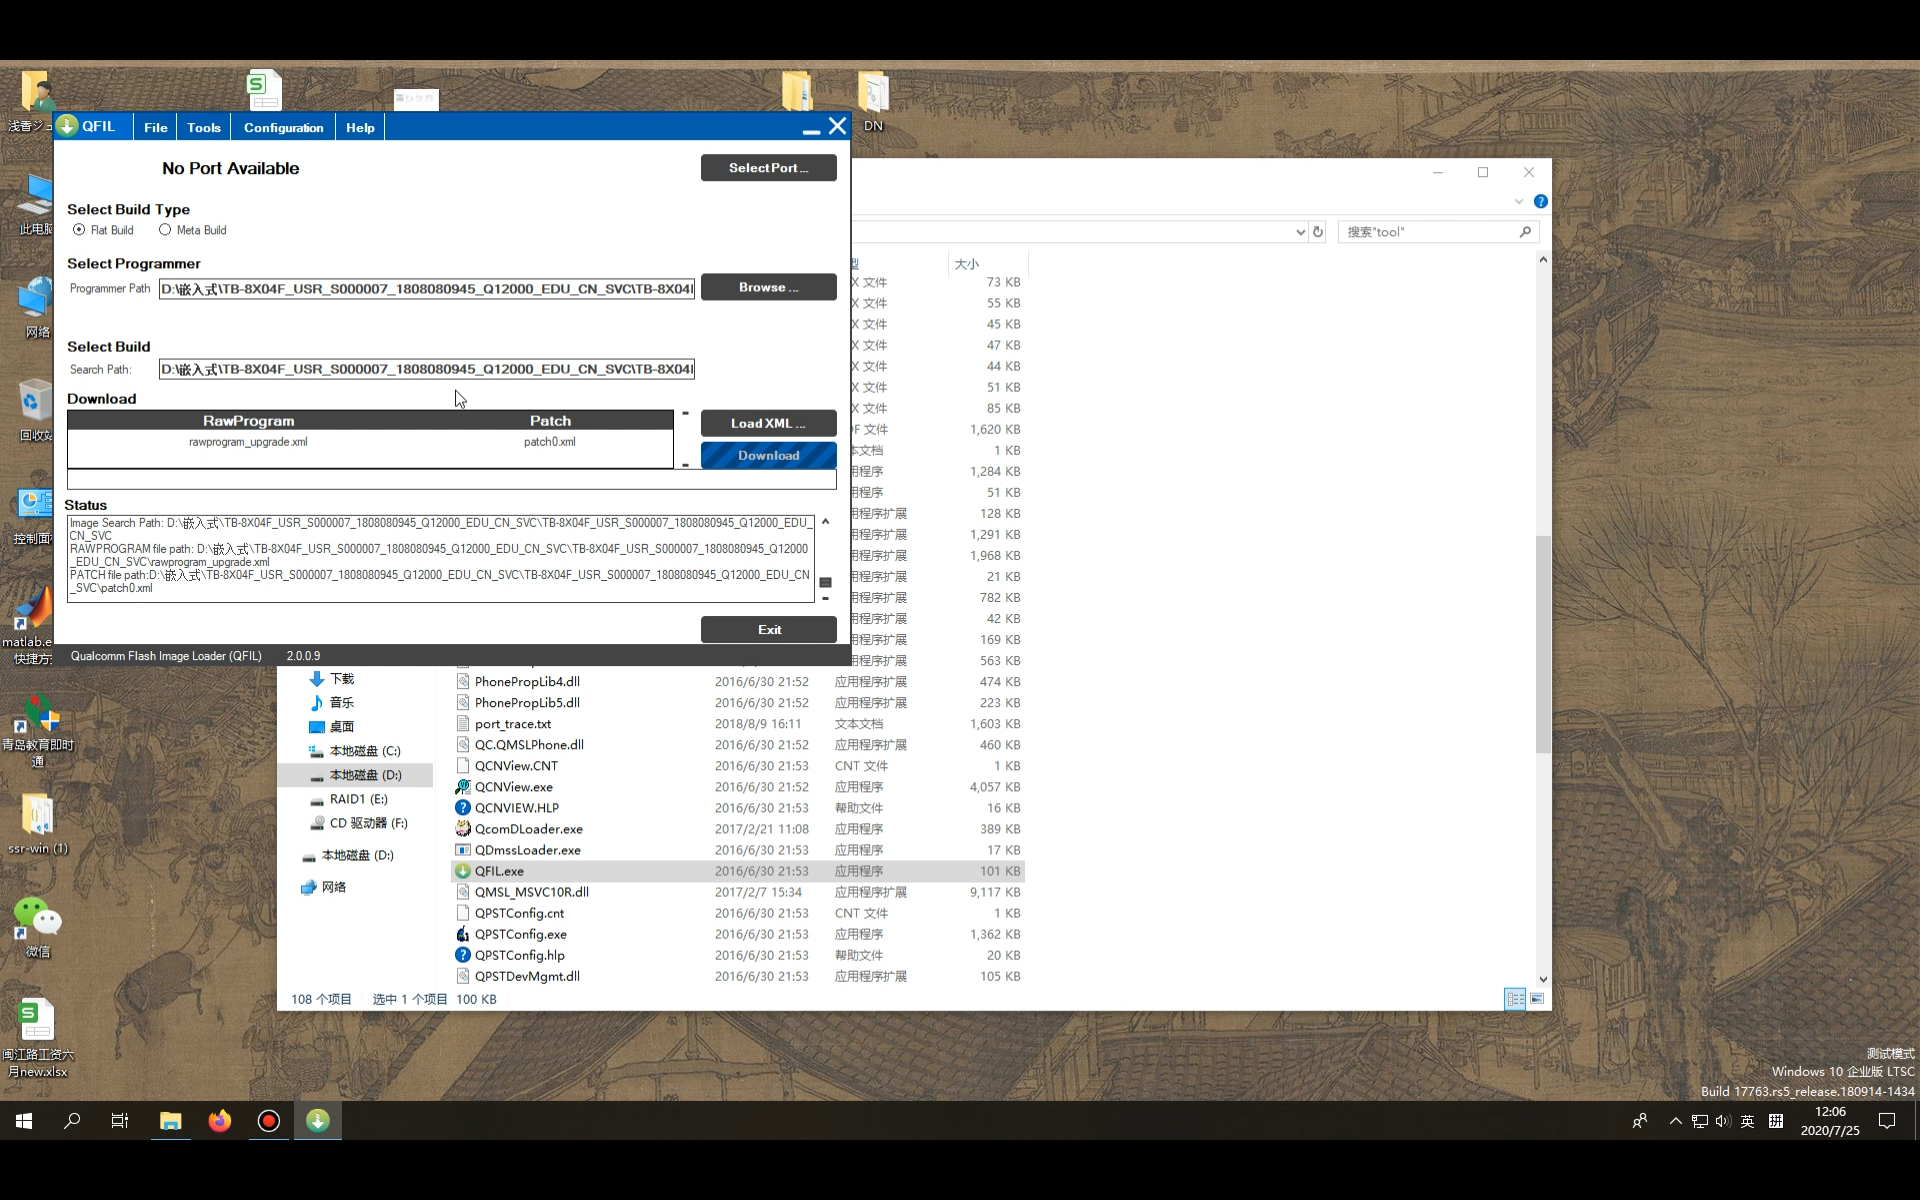 浅香ジュ
DN
QFIL File Tools Configuration Help
No Port Available
Select Port ...
Select Build Type
Flat Build Meta Build
Select Programmer
Programmer Path D:\嵌入式\TB-8X04F_USR_S000007_1808080945_Q12000_EDU_CN_SVC\TB-8X04 Browse ...
Select Build
Search Path: D:\嵌入式\TB-8X04F_USR_S000007_1808080945_Q12000_EDU_CN_SVC\TB-8X04
Download
RawProgram Patch
rawprogram_upgrade.xml patch0.xml
Load XML ...
Download
Status
Image Search Path: D:\嵌入式\TB-8X04F_USR_S000007_1808080945_Q12000_EDU_CN_SVC\TB-8X04F_USR_S000007_1808080945_Q12000_EDU_
CN_SVC
RAWPROGRAM file path: D:\嵌入式\TB-8X04F_USR_S000007_1808080945_Q12000_EDU_CN_SVC\TB-8X04F_USR_S000007_1808080945_Q12000
_EDU_CN_SVC\rawprogram_upgrade.xml
PATCH file path:D:\嵌入式\TB-8X04F_USR_S000007_1808080945_Q12000_EDU_CN_SVC\TB-8X04F_USR_S000007_1808080945_Q12000_EDU_CN
_SVC\patch0.xml
Exit
Qualcomm Flash Image Loader (QFIL) 2.0.0.9
搜索"tool"
型 大小
X 文件 73 KB
X 文件 55 KB
X 文件 45 KB
X 文件 47 KB
X 文件 44 KB
X 文件 51 KB
X 文件 85 KB
F 文件 1,620 KB
本文档 1 KB
用程序 1,284 KB
用程序 51 KB
用程序扩展 128 KB
用程序扩展 1,291 KB
用程序扩展 1,968 KB
用程序扩展 21 KB
用程序扩展 782 KB
用程序扩展 42 KB
用程序扩展 169 KB
用程序扩展 563 KB
PhonePropLib4.dll 2016/6/30 21:52 应用程序扩展 474 KB
PhonePropLib5.dll 2016/6/30 21:52 应用程序扩展 223 KB
port_trace.txt 2018/8/9 16:11 文本文档 1,603 KB
QC.QMSLPhone.dll 2016/6/30 21:52 应用程序扩展 460 KB
QCNView.CNT 2016/6/30 21:53 CNT 文件 1 KB
QCNView.exe 2016/6/30 21:52 应用程序 4,057 KB
QCNVIEW.HLP 2016/6/30 21:53 帮助文件 16 KB
QcomDLoader.exe 2017/2/21 11:08 应用程序 389 KB
QDmssLoader.exe 2016/6/30 21:53 应用程序 17 KB
QFIL.exe 2016/6/30 21:53 应用程序 101 KB
QMSL_MSVC10R.dll 2017/2/7 15:34 应用程序扩展 9,117 KB
QPSTConfig.cnt 2016/6/30 21:53 CNT 文件 1 KB
QPSTConfig.exe 2016/6/30 21:53 应用程序 1,362 KB
QPSTConfig.hlp 2016/6/30 21:53 帮助文件 20 KB
QPSTDevMgmt.dll 2016/6/30 21:53 应用程序扩展 105 KB
下载
音乐
桌面
本地磁盘 (C:)
本地磁盘 (D:)
RAID1 (E:)
CD 驱动器 (F:)
本地磁盘 (D:)
网络
108 个项目 选中 1 个项目 100 KB
此电脑
网络
回收站
控制面板
matlab.e
快捷方
青岛教育即时
通
ssr-win (1)
微信
闽江路工资六
月new.xlsx
测试模式
Windows 10 企业版 LTSC
Build 17763.rs5_release.180914-1434
英 拼
12:06
2020/7/25